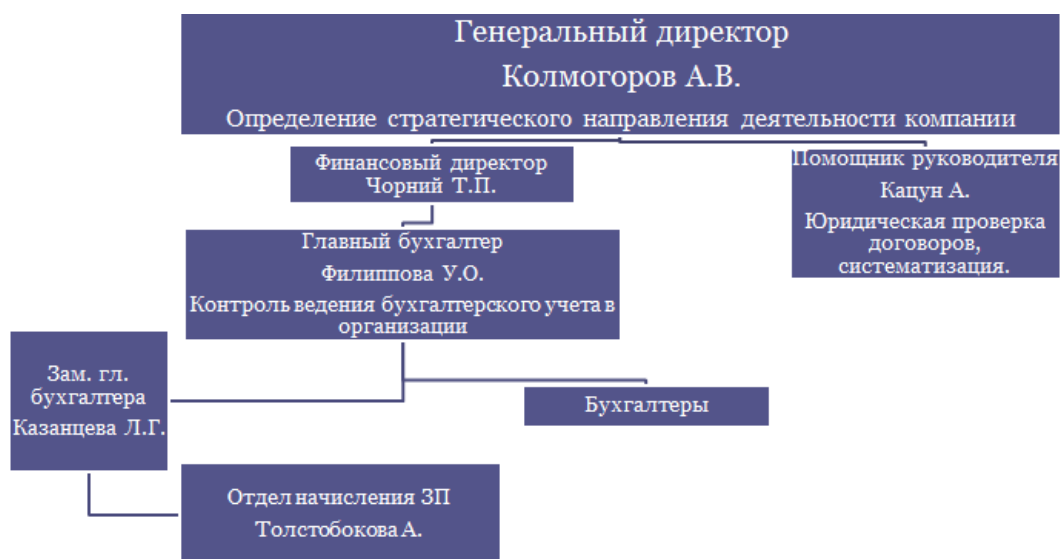 Генеральный директор
Колмогоров А.В.
Определение стратегического направления деятельности компании
Финансовый директор
Чорний Т.П.
Помощник руководителя
Кацун А.
Юридическая проверка
договоров,
систематизация.
Главный бухгалтер
Филиппова У.О.
Контроль ведения бухгалтерского учета в
организации
Зам. гл.
бухгалтера
Казанцева Л.Г.
Бухгалтеры
Отдел начисления ЗП
Толстобокова А.